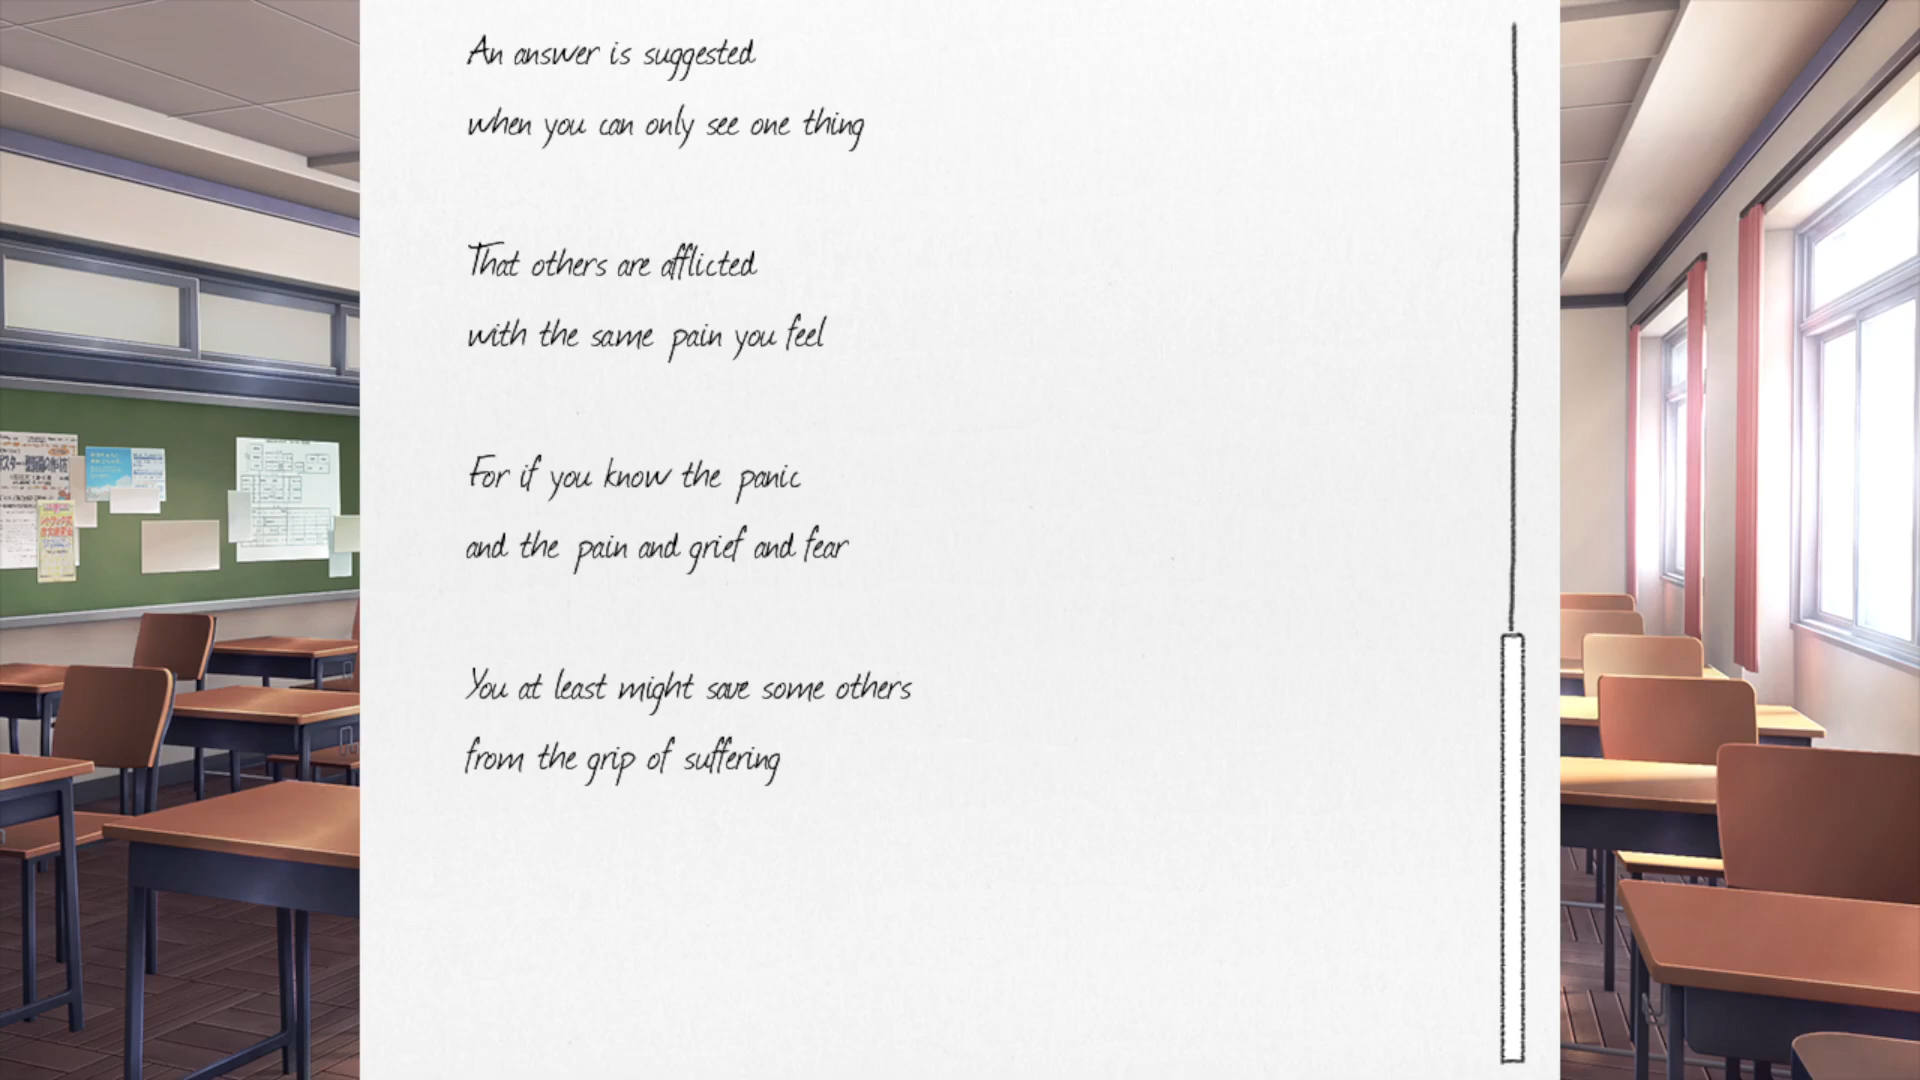 An answer is suggested
when you can only see one thing
That others are afflicted
with the same pain you feel
For if you know the panic
and the pain and grief and fear
You at least might save some others
from the grip of suffering